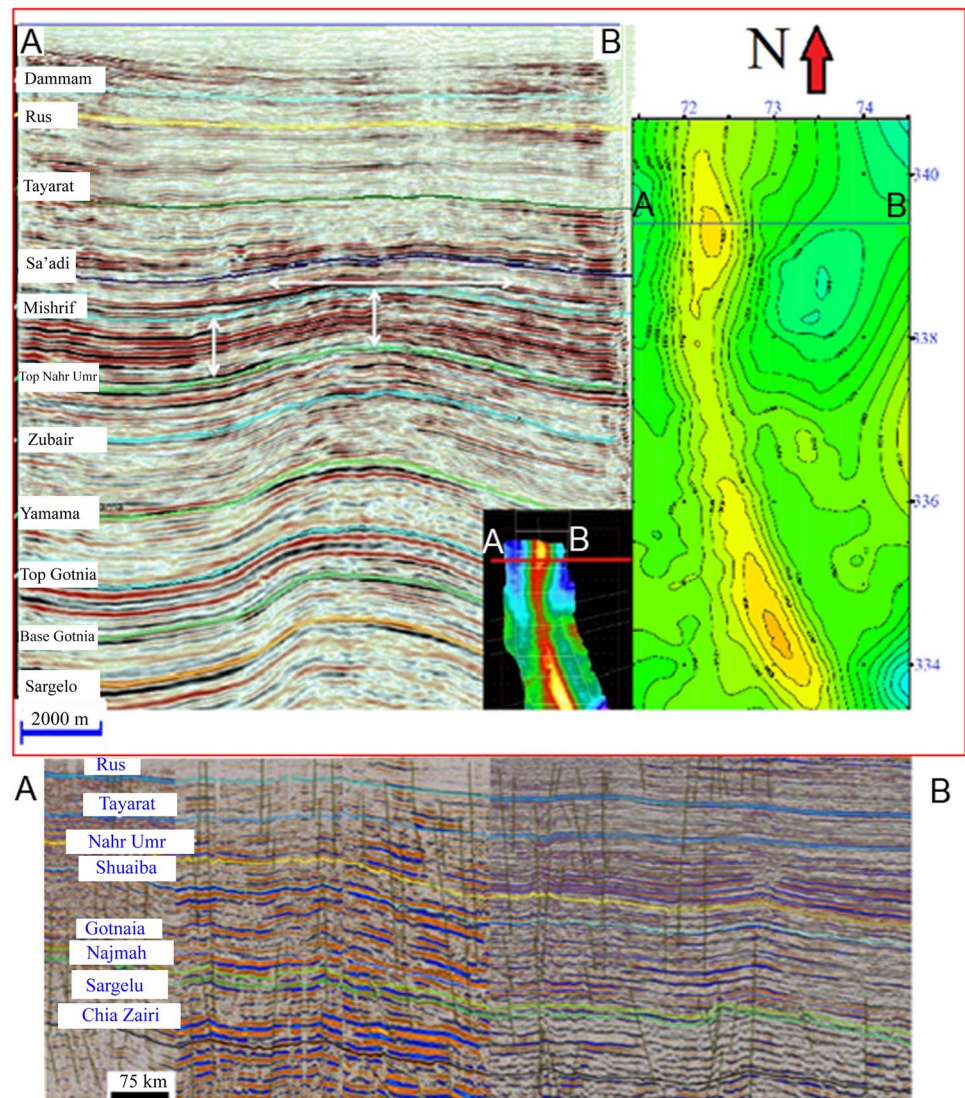 A
B
N
Dammam
Rus
Tayarat
Sa'adi
Mishrif
Top Nahr Umr
Zubair
Yamama
Top Gotnia
Base Gotnia
Sargelo
2000 m
A
B
72 73 74
340
338
336
334
A
B
Rus
A
B
Tayarat
Nahr Umr
Shuaiba
Gotnaia
Najmah
Sargelu
Chia Zairi
75 km